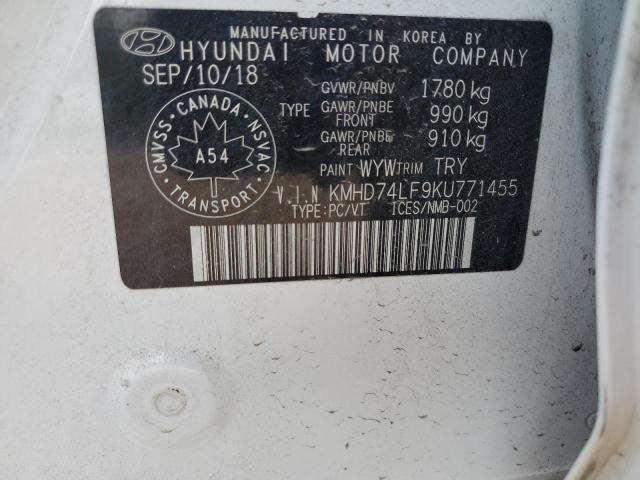 MANUFACTURED IN KOREA BY
HYUNDAI MOTOR COMPANY
SEP/10/18
GVWR/PNBV 1780 kg
TYPE GAWR/PNBE FRONT 990 kg
GAWR/PNBE REAR 910 kg
PAINT WYW TRIM TRY
V.I.N KMHD74LF9KU771455
TYPE:PC/VT ICES/NMB-002
CANADA
CMVSS
NSVAC
A54
TRANSPORT